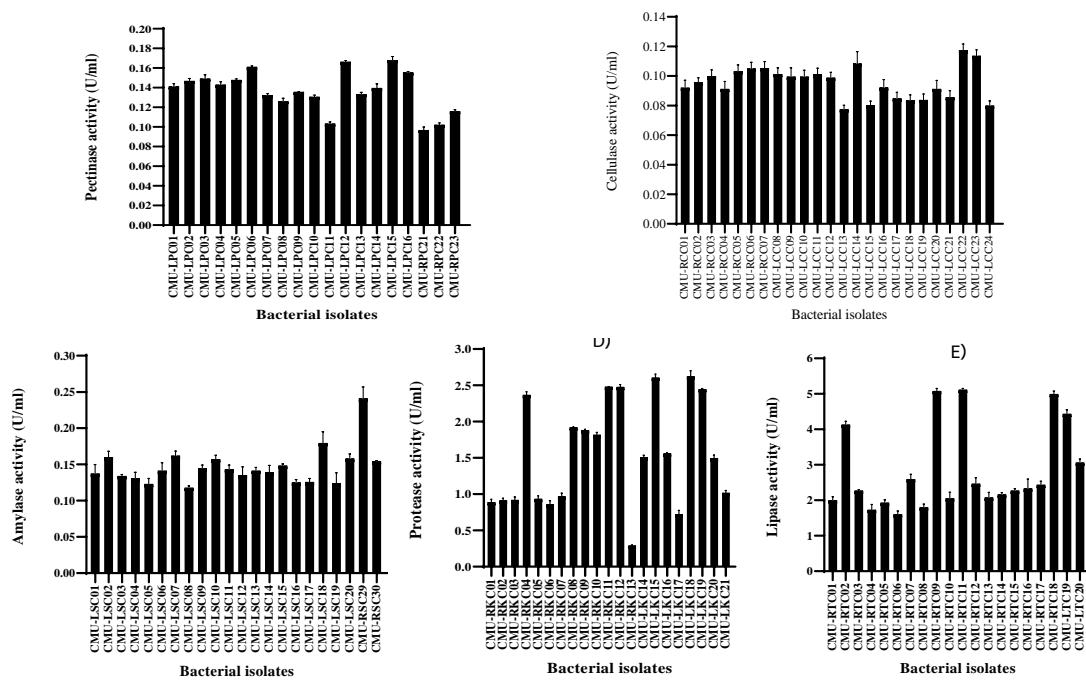 Pectinase activity (U/ml)
0.20
0.18
0.16
0.14
0.12
0.10
0.08
0.06
0.04
0.02
0.00
CMU-LPC01
CMU-LPC02
CMU-LPC03
CMU-LPC04
CMU-LPC05
CMU-LPC06
CMU-LPC07
CMU-LPC08
CMU-LPC09
CMU-LPC10
CMU-LPC11
CMU-LPC12
CMU-LPC13
CMU-LPC14
CMU-LPC15
CMU-LPC16
CMU-RPC21
CMU-RPC22
CMU-RPC23
Bacterial isolates
Cellulase activity (U/ml)
0.14
0.12
0.10
0.08
0.06
0.04
0.02
0.00
CMU-RCC01
CMU-RCC02
CMU-RCC03
CMU-RCC04
CMU-RCC05
CMU-RCC06
CMU-RCC07
CMU-LCC08
CMU-LCC09
CMU-LCC10
CMU-LCC11
CMU-LCC12
CMU-LCC13
CMU-LCC14
CMU-LCC15
CMU-LCC16
CMU-LCC17
CMU-LCC18
CMU-LCC19
CMU-LCC20
CMU-LCC21
CMU-LCC22
CMU-LCC23
CMU-LCC24
Bacterial isolates
Amylase activity (U/ml)
0.30
0.25
0.20
0.15
0.10
0.05
0.00
CMU-LSC01
CMU-LSC02
CMU-LSC03
CMU-LSC04
CMU-LSC05
CMU-LSC06
CMU-LSC07
CMU-LSC08
CMU-LSC09
CMU-LSC10
CMU-LSC11
CMU-LSC12
CMU-LSC13
CMU-LSC14
CMU-LSC15
CMU-LSC16
CMU-LSC17
CMU-LSC18
CMU-LSC19
CMU-LSC20
CMU-RSC29
CMU-RSC30
Bacterial isolates
D)
Protease activity (U/ml)
3.0
2.5
2.0
1.5
1.0
0.5
0.0
CMU-RKC01
CMU-RKC02
CMU-RKC03
CMU-RKC04
CMU-RKC05
CMU-RKC06
CMU-RKC07
CMU-RKC08
CMU-RKC09
CMU-RKC10
CMU-RKC11
CMU-RKC12
CMU-RKC13
CMU-LKC14
CMU-LKC15
CMU-LKC16
CMU-LKC17
CMU-LKC18
CMU-LKC19
CMU-LKC20
CMU-LKC21
Bacterial isolates
E)
Lipase activity (U/ml)
6
5
4
3
2
1
0
CMU-RTC01
CMU-RTC02
CMU-RTC03
CMU-RTC04
CMU-RTC05
CMU-RTC06
CMU-RTC07
CMU-RTC08
CMU-RTC09
CMU-RTC10
CMU-RTC11
CMU-RTC12
CMU-RTC13
CMU-RTC14
CMU-RTC15
CMU-RTC16
CMU-RTC17
CMU-RTC18
CMU-LTC19
CMU-LTC20
Bacterial isolates